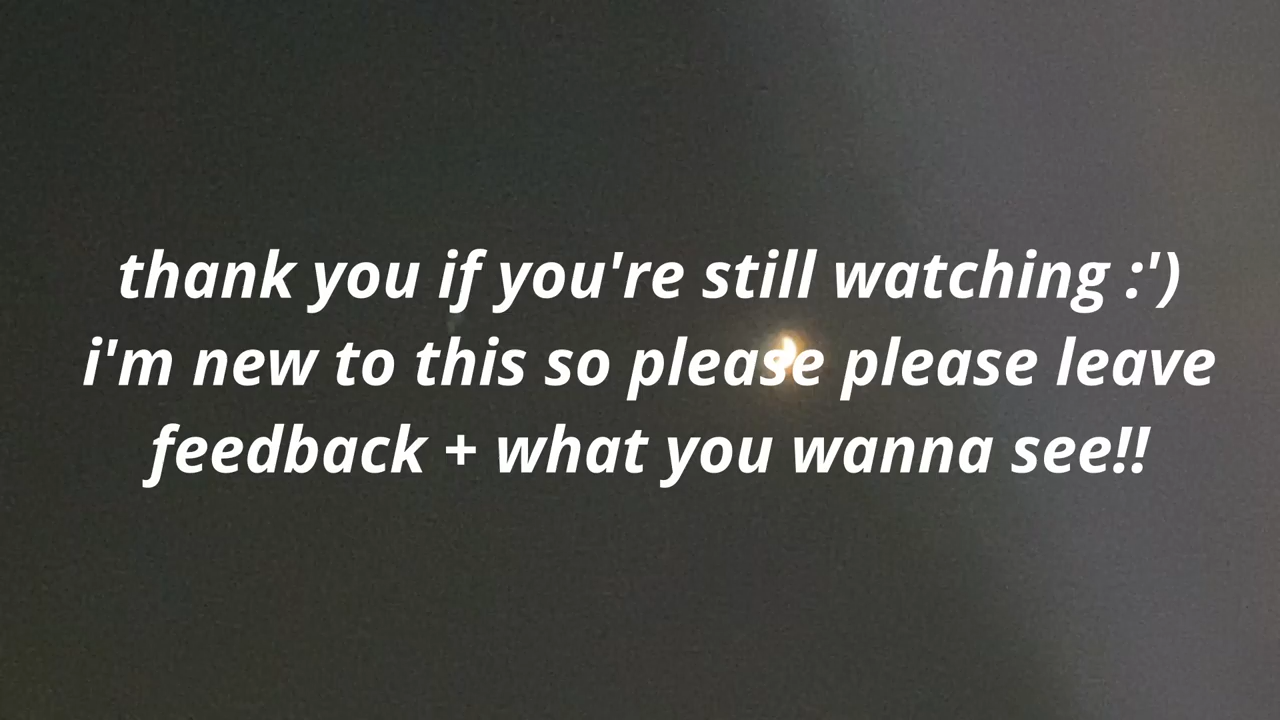 thank you if you're still watching :')
i'm new to this so please please leave
feedback + what you wanna see!!